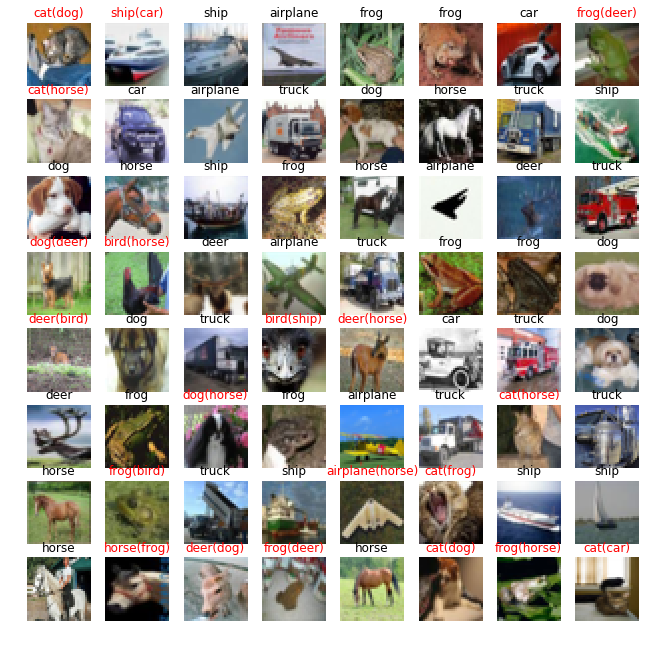 cat(dog) ship(car) ship airplane frog frog car frog(deer)
cat(horse) car airplane truck dog horse truck ship
dog horse ship frog horse airplane deer truck
dog(deer) bird(horse) deer airplane truck frog frog dog
deer(bird) dog truck bird(ship) deer(horse) car truck dog
deer frog dog(horse) frog airplane truck cat(horse) truck
horse frog(bird) truck ship airplane(horse) cat(frog) ship ship
horse horse(frog) deer(dog) frog(deer) horse cat(dog) frog(horse) cat(car)